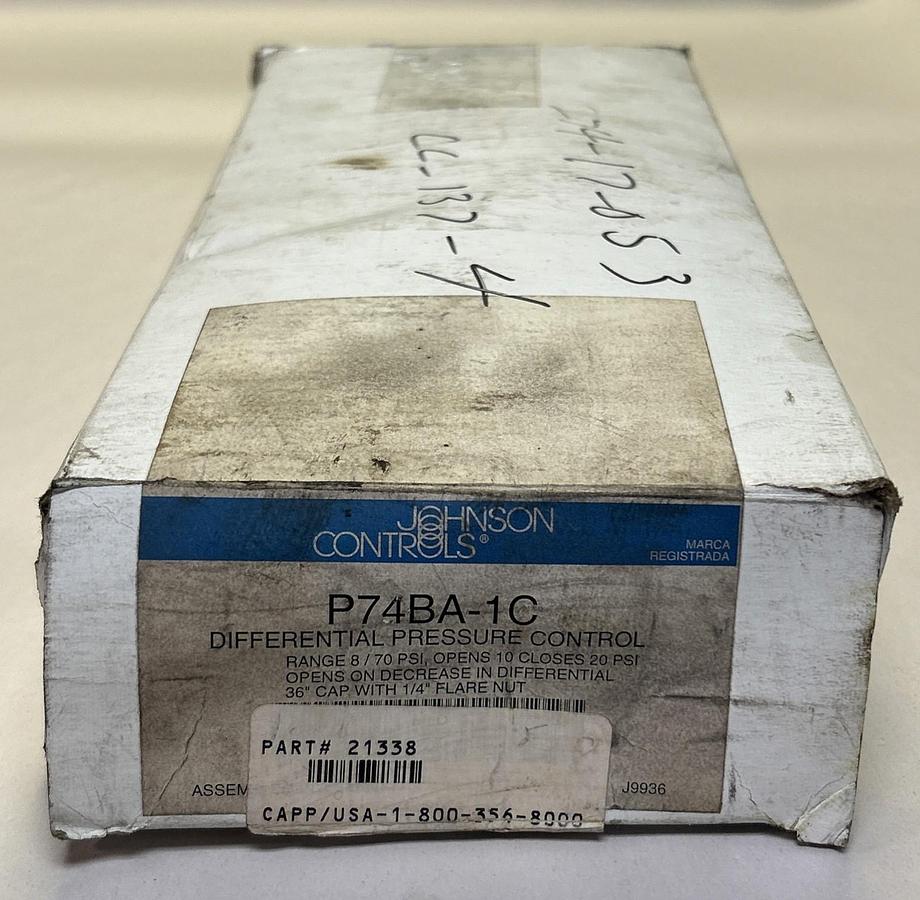 CC-137-4
JOHNSON
CONTROLS®
MARCA
REGISTRADA
P74BA-1C
DIFFERENTIAL PRESSURE CONTROL
RANGE 8 / 70 PSI, OPENS 10 CLOSES 20 PSI
OPENS ON DECREASE IN DIFFERENTIAL
36" CAP WITH 1/4" FLARE NUT
PART# 21338
ASSEM
J9936
CAPP/USA-1-800-356-8000